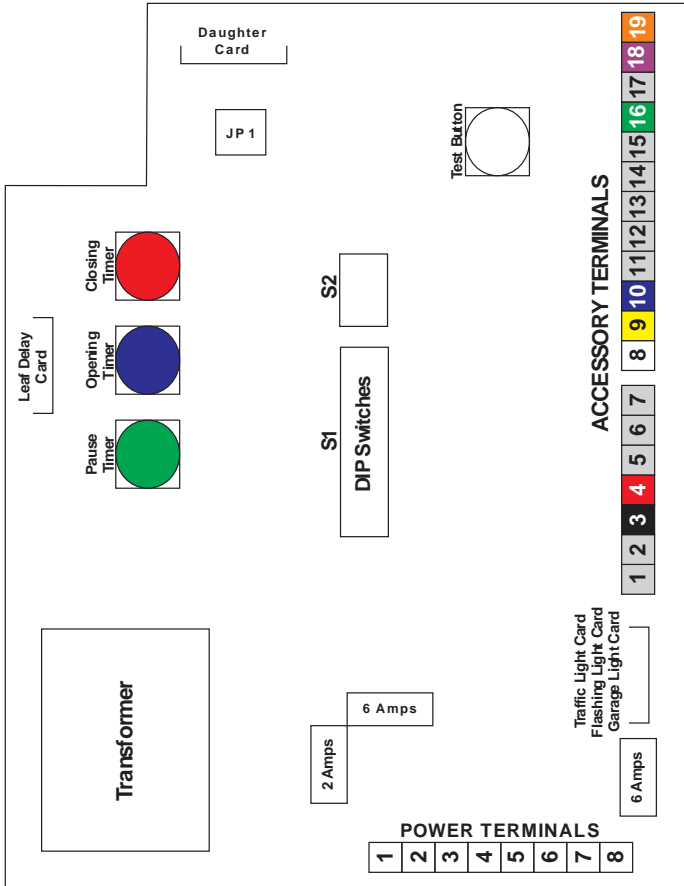 Daughter
Card
JP 1
Test Button
Closing
Timer
Opening
Timer
Pause
Timer
Leaf Delay
Card
S2
S1
DIP Switches
Transformer
6 Amps
2 Amps
Traffic Light Card
Flashing Light Card
Garage Light Card
6 Amps
ACCESSORY TERMINALS
1 2 3 4 5 6 7 8 9 10 11 12 13 14 15 16 17 18 19
POWER TERMINALS
1
2
3
4
5
6
7
8